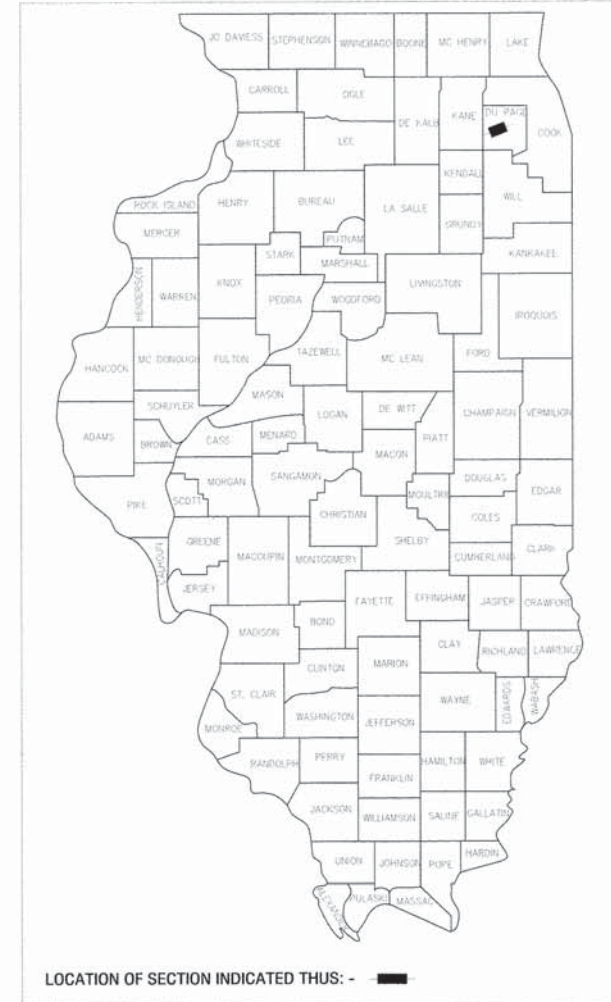 JO DAVIESS STEPHENSON WINNEBAGO BOONE MC HENRY LAKE
CARROLL OGLE DE KALB KANE DU PAGE COOK
WHITESIDE LEE
KENDALL WILL
ROCK ISLAND HENRY BUREAU LA SALLE GRUNDY
MERCER PUTNAM
STARK MARSHALL KANKAKEE
HENDERSON WARREN KNOX PEORIA WOODFORD LIVINGSTON IROQUOIS
HANCOCK MC DONOUGH FULTON TAZEWELL MC LEAN FORD
MASON
SCHUYLER LOGAN DE WITT CHAMPAIGN VERMILION
ADAMS BROWN CASS MENARD MACON PIATT
MORGAN SANGAMON DOUGLAS EDGAR
PIKE SCOTT CHRISTIAN MOULTRIE COLES
GREENE MACOUPIN MONTGOMERY SHELBY CLARK
CALHOUN CUMBERLAND
JERSEY FAYETTE EFFINGHAM JASPER CRAWFORD
MADISON BOND
CLAY RICHLAND LAWRENCE
CLINTON MARION
ST. CLAIR WAYNE EDWARDS WABASH
MONROE WASHINGTON JEFFERSON
RANDOLPH PERRY HAMILTON WHITE
FRANKLIN
JACKSON WILLIAMSON SALINE GALLATIN
UNION JOHNSON POPE HARDIN
ALEXANDER PULASKI MASSAC
LOCATION OF SECTION INDICATED THUS: -